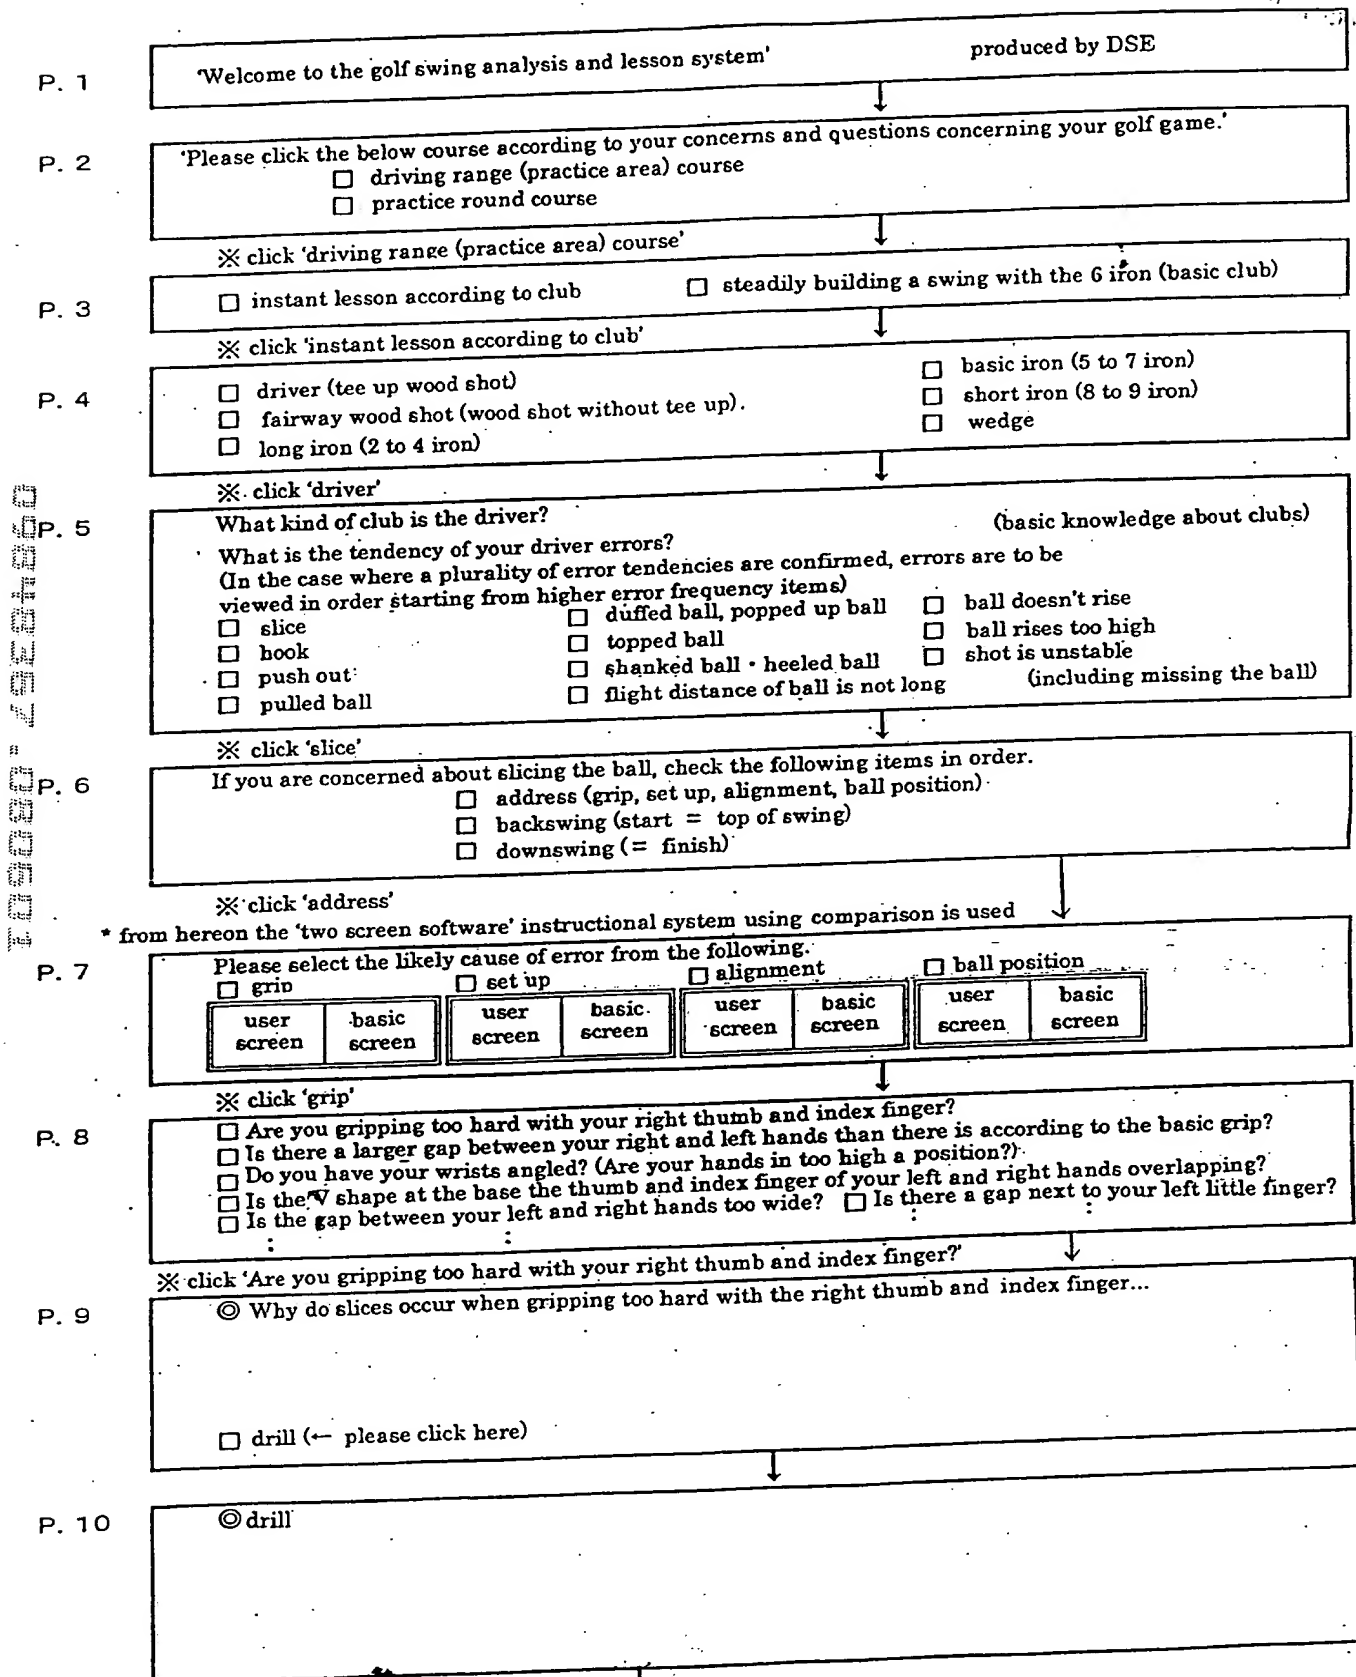 P. 1
'Welcome to the golf swing analysis and lesson system' produced by DSE
P. 2
'Please click the below course according to your concerns and questions concerning your golf game.'
□ driving range (practice area) course
□ practice round course
※ click 'driving range (practice area) course'
P. 3
□ instant lesson according to club □ steadily building a swing with the 6 iron (basic club)
※ click 'instant lesson according to club'
P. 4
□ driver (tee up wood shot) □ basic iron (5 to 7 iron)
□ fairway wood shot (wood shot without tee up). □ short iron (8 to 9 iron)
□ long iron (2 to 4 iron) □ wedge
※ click 'driver'
P. 5
What kind of club is the driver? (basic knowledge about clubs)
What is the tendency of your driver errors?
(In the case where a plurality of error tendencies are confirmed, errors are to be
viewed in order starting from higher error frequency items)
□ slice □ duffed ball, popped up ball □ ball doesn't rise
□ hook □ topped ball □ ball rises too high
□ push out □ shanked ball・heeled ball □ shot is unstable
□ pulled ball □ flight distance of ball is not long (including missing the ball)
※ click 'slice'
P. 6
If you are concerned about slicing the ball, check the following items in order.
□ address (grip, set up, alignment, ball position)
□ backswing (start = top of swing)
□ downswing (= finish)
※ click 'address'
* from hereon the 'two screen software' instructional system using comparison is used
P. 7
Please select the likely cause of error from the following.
□ grip □ set up □ alignment □ ball position
user basic user basic user basic user basic
screen screen screen screen screen screen screen screen
※ click 'grip'
P. 8
□ Are you gripping too hard with your right thumb and index finger?
□ Is there a larger gap between your right and left hands than there is according to the basic grip?
□ Do you have your wrists angled? (Are your hands in too high a position?)
□ Is the V shape at the base the thumb and index finger of your left and right hands overlapping?
□ Is the gap between your left and right hands too wide? □ Is there a gap next to your left little finger?
※ click 'Are you gripping too hard with your right thumb and index finger?'
P. 9
◎ Why do slices occur when gripping too hard with the right thumb and index finger...
□ drill (← please click here)
P. 10
◎ drill